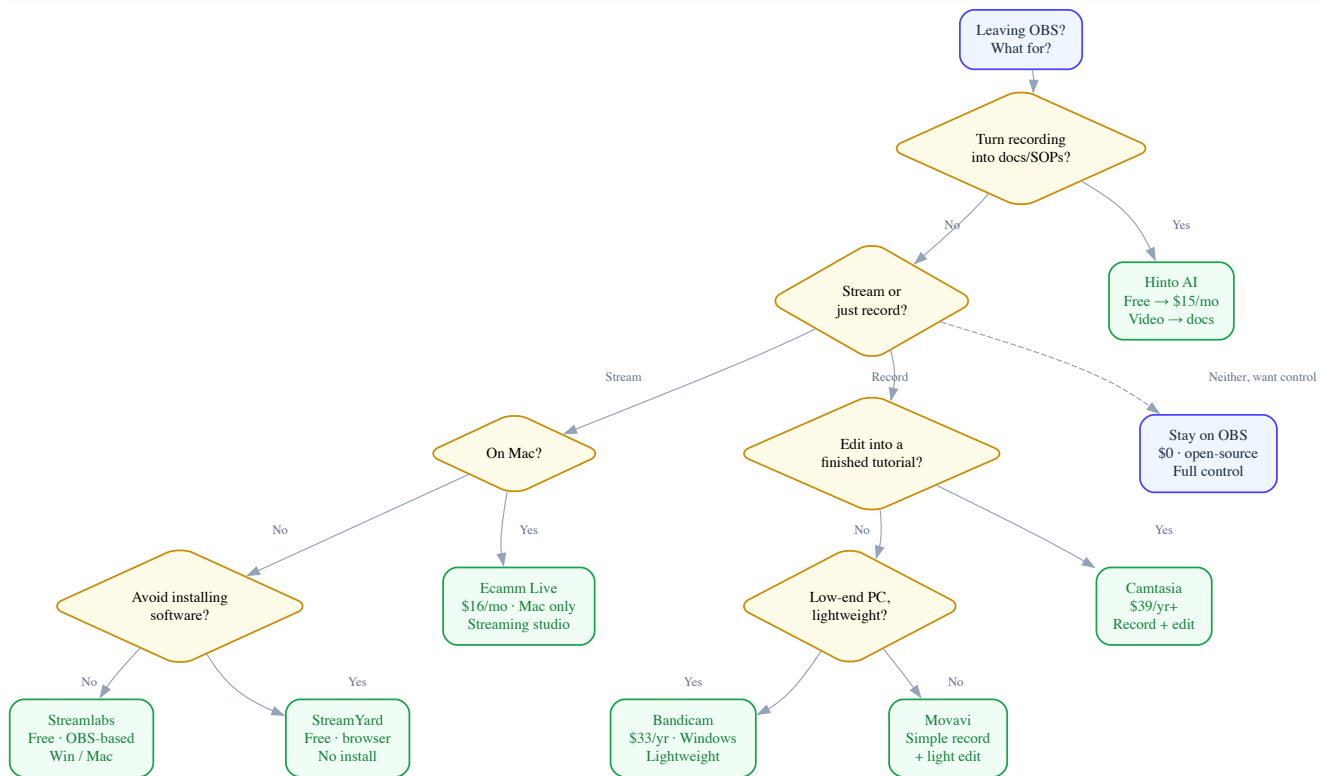 Leaving OBS?
What for?
Turn recording
into docs/SOPs?
No
Yes
Stream or
just record?
Hinto AI
Free → $15/mo
Video → docs
Stream
Record
Neither, want control
On Mac?
Edit into a
finished tutorial?
Stay on OBS
$0 · open-source
Full control
No
Yes
No
Yes
Avoid installing
software?
Ecamm Live
$16/mo · Mac only
Streaming studio
Low-end PC,
lightweight?
Camtasia
$39/yr+
Record + edit
No
Yes
Yes
No
Streamlabs
Free · OBS-based
Win / Mac
StreamYard
Free · browser
No install
Bandicam
$33/yr · Windows
Lightweight
Movavi
Simple record
+ light edit